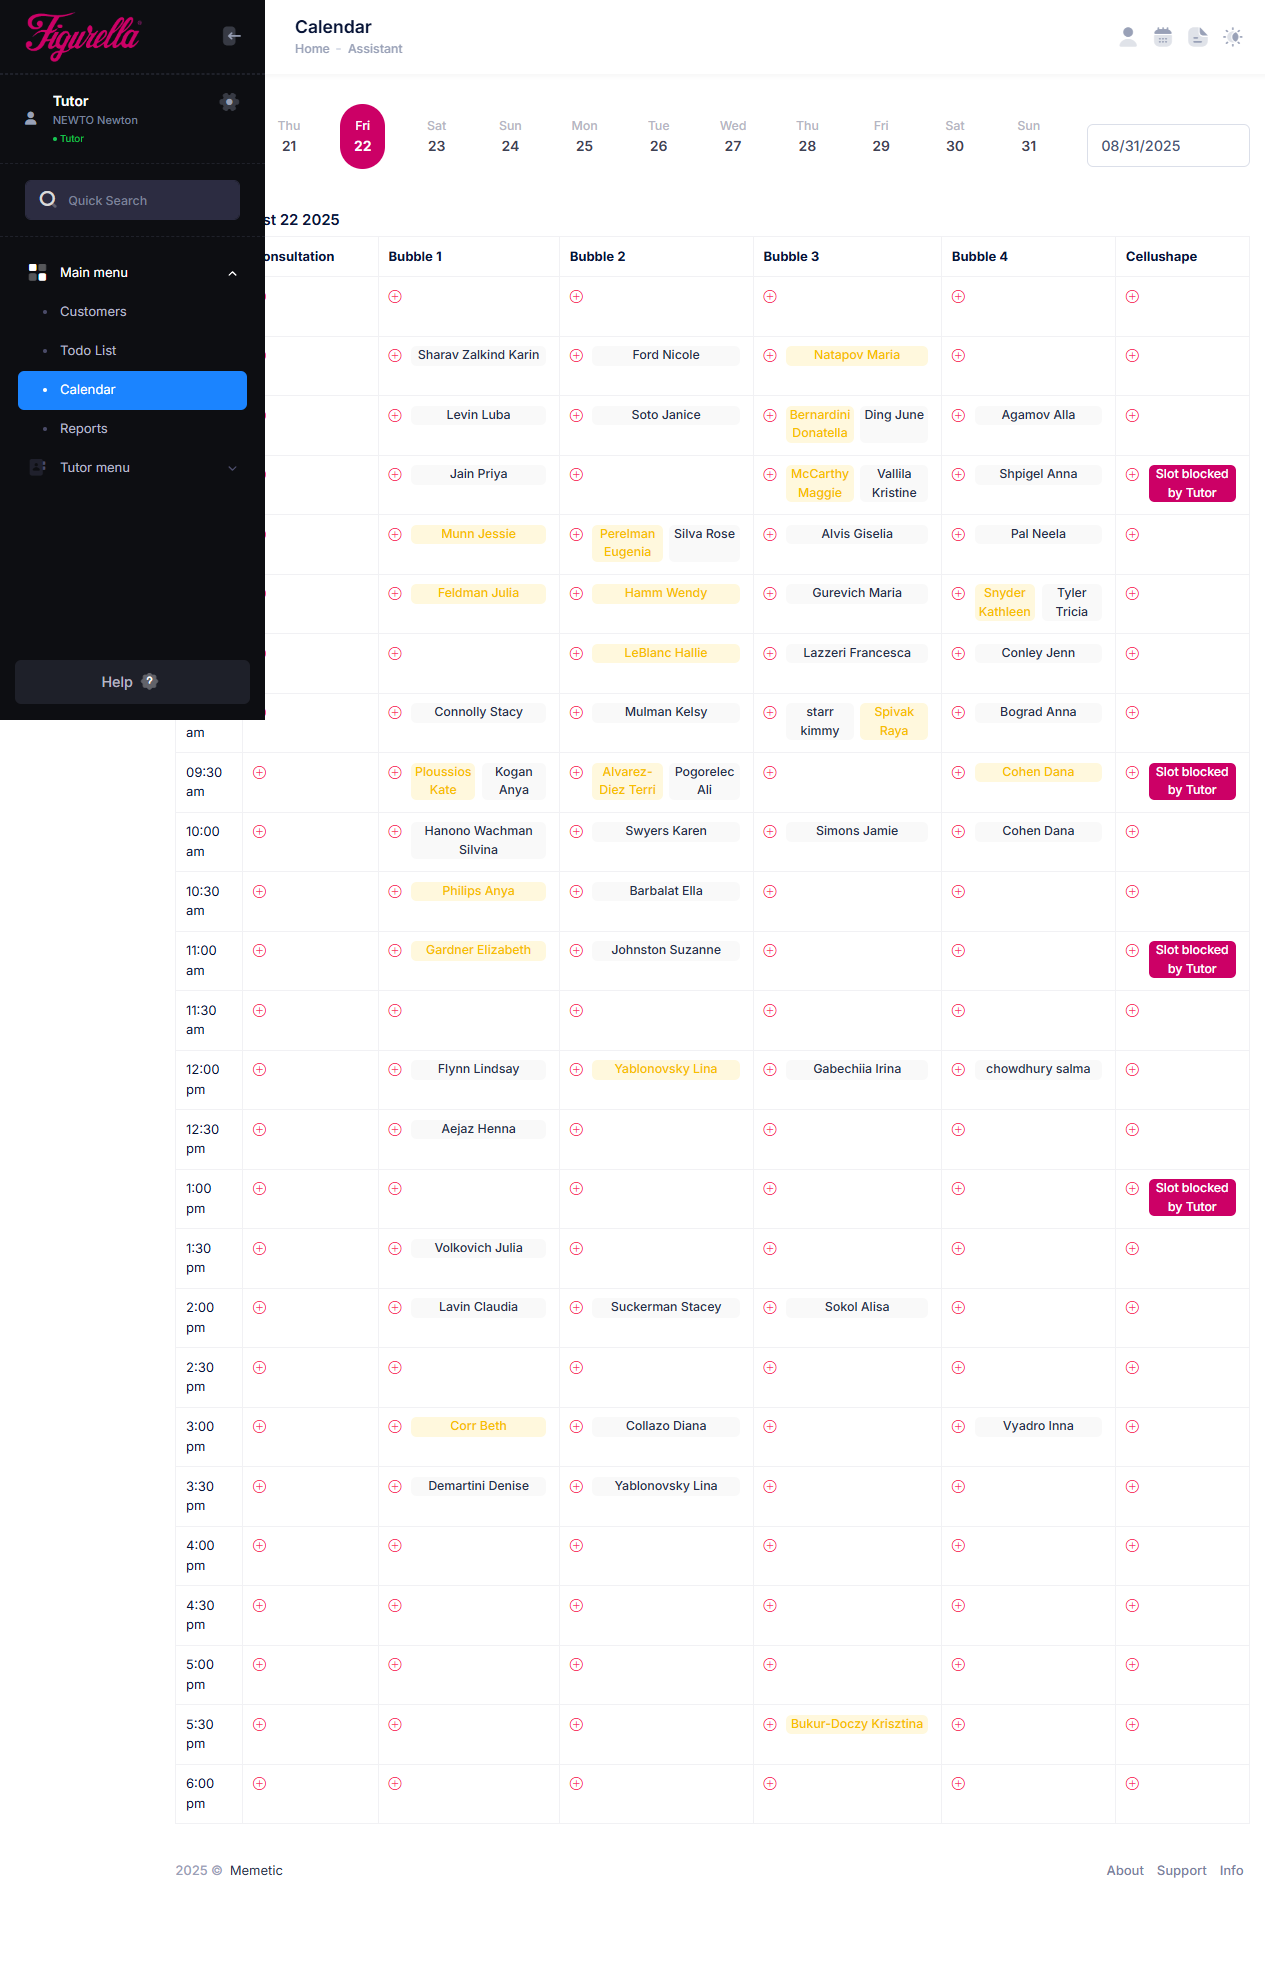 Figurella
Calendar
Home - Assistant
Tutor
NEWTO Newton
Tutor
Quick Search
Main menu
Customers
Todo List
Calendar
Reports
Tutor menu
Help
Thu Fri Sat Sun Mon Tue Wed Thu Fri Sat Sun
21 22 23 24 25 26 27 28 29 30 31
08/31/2025
st 22 2025
onsultation Bubble 1 Bubble 2 Bubble 3 Bubble 4 Cellushape
Sharav Zalkind Karin Ford Nicole Natapov Maria
Levin Luba Soto Janice Bernardini Ding June Agamov Alla
Donatella
Jain Priya McCarthy Vallila Shpigel Anna Slot blocked
Maggie Kristine by Tutor
Munn Jessie Perelman Silva Rose Alvis Giselia Pal Neela
Eugenia
Feldman Julia Hamm Wendy Gurevich Maria Snyder Tyler
Kathleen Tricia
LeBlanc Hallie Lazzeri Francesca Conley Jenn
Connolly Stacy Mulman Kelsy starr Spivak Bograd Anna
am kimmy Raya
09:30 Ploussios Kogan Alvarez- Pogorelec Cohen Dana Slot blocked
am Kate Anya Diez Terri Ali by Tutor
10:00 Hanono Wachman Swyers Karen Simons Jamie Cohen Dana
am Silvina
10:30 Philips Anya Barbalat Ella
am
11:00 Gardner Elizabeth Johnston Suzanne Slot blocked
am by Tutor
11:30
am
12:00 Flynn Lindsay Yablonovsky Lina Gabechiia Irina chowdhury salma
pm
12:30 Aejaz Henna
pm
1:00 Slot blocked
pm by Tutor
1:30 Volkovich Julia
pm
2:00 Lavin Claudia Suckerman Stacey Sokol Alisa
pm
2:30
pm
3:00 Corr Beth Collazo Diana Vyadro Inna
pm
3:30 Demartini Denise Yablonovsky Lina
pm
4:00
pm
4:30
pm
5:00
pm
5:30 Bukur-Doczy Krisztina
pm
6:00
pm
2025 © Memetic
About Support Info